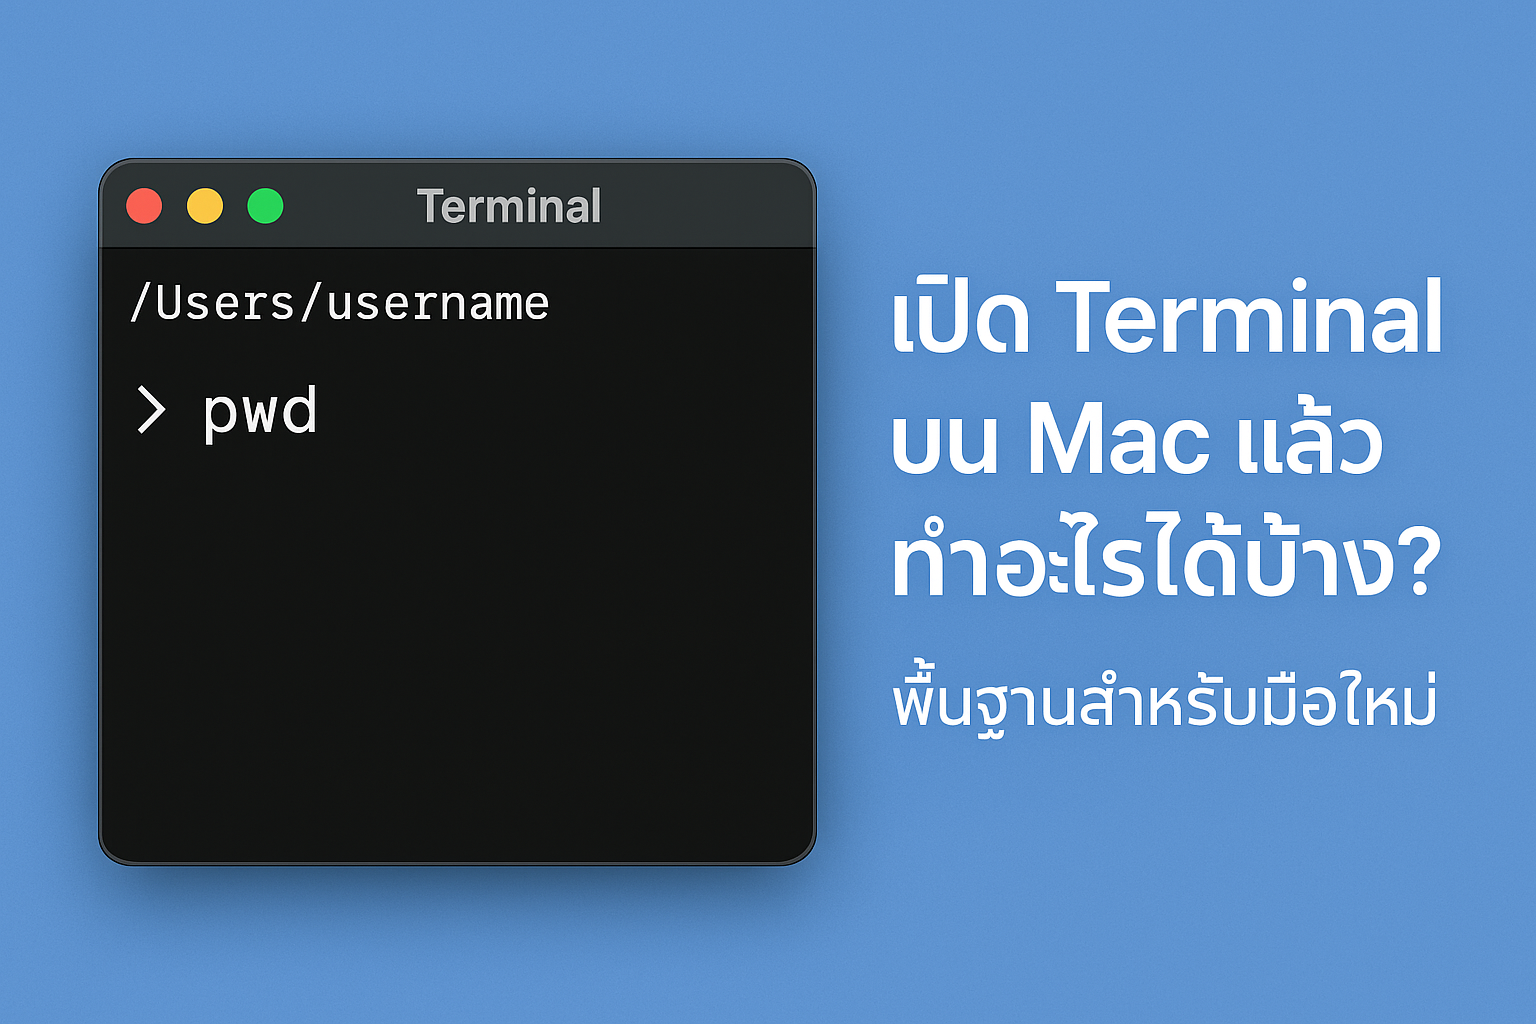 Terminal
/Users/username
> pwd
เปิด Terminal
บน Mac แล้ว
ทำอะไรได้บ้าง?
พื้นฐานสำหรับมือใหม่